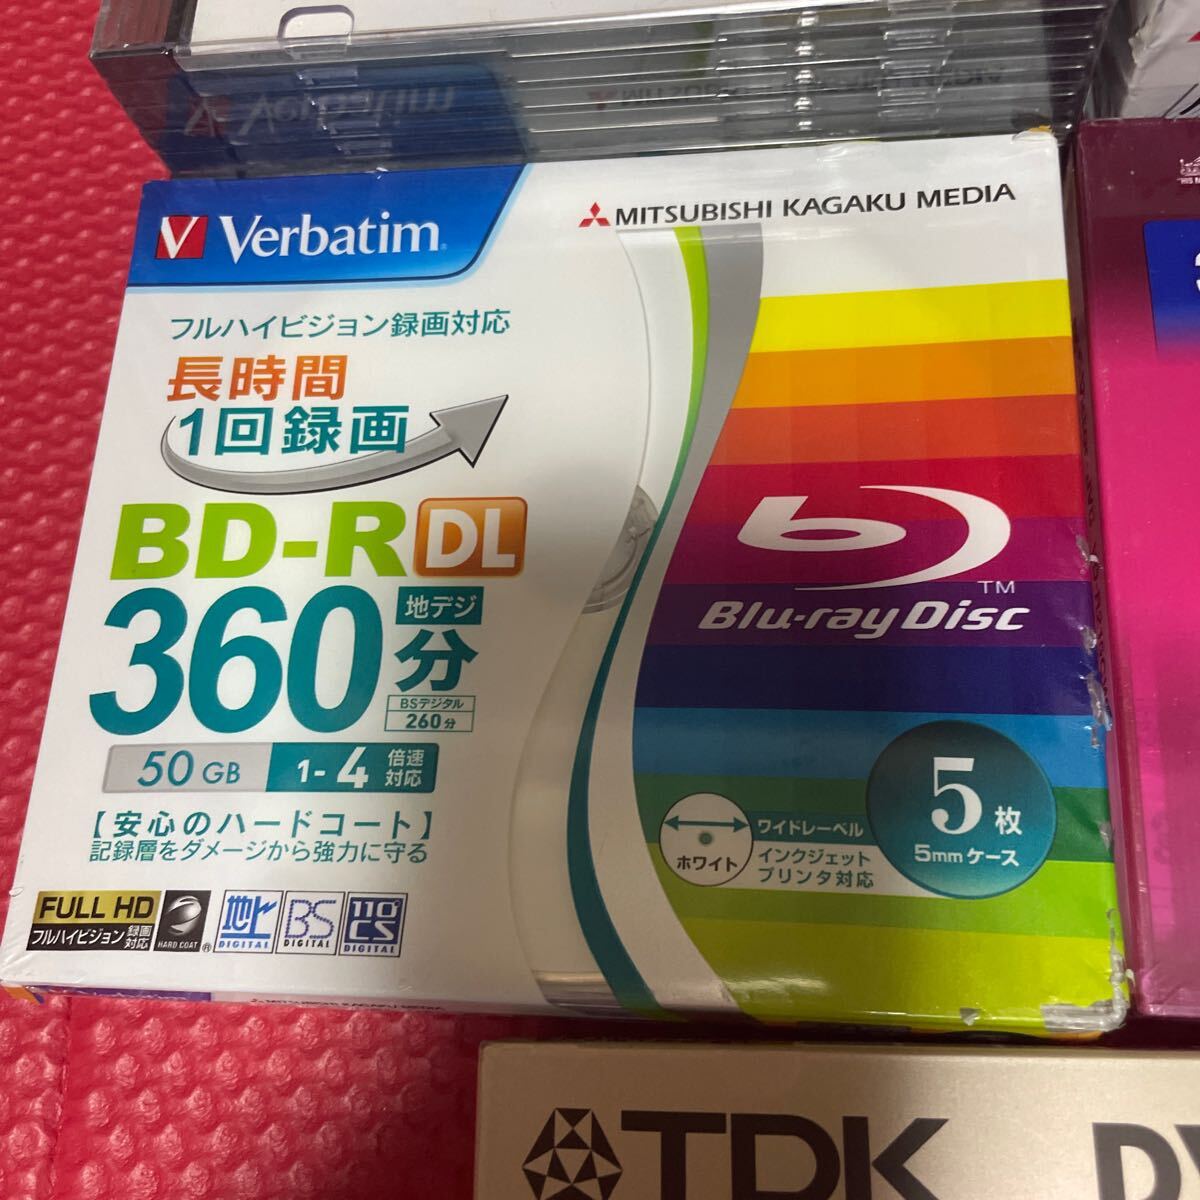 Verbatim
Verbatim
MITSUBISHI KAGAKU MEDIA
フルハイビジョン録画対応
長時間
1回録画
BD-R DL
360分
地デジ
BSデジタル
260分
50 GB
1-4倍速対応
【安心のハードコート】
記録層をダメージから強力に守る
FULL HD
フルハイビジョン録画対応
HARD COAT
地上
DIGITAL
BS
DIGITAL
110°
CS
DIGITAL
Blu-ray Disc
TM
ホワイト
ワイドレーベル
インクジェット
プリンタ対応
5枚
5mmケース
MITSUBISHI KAGAKU MEDIA
TDK